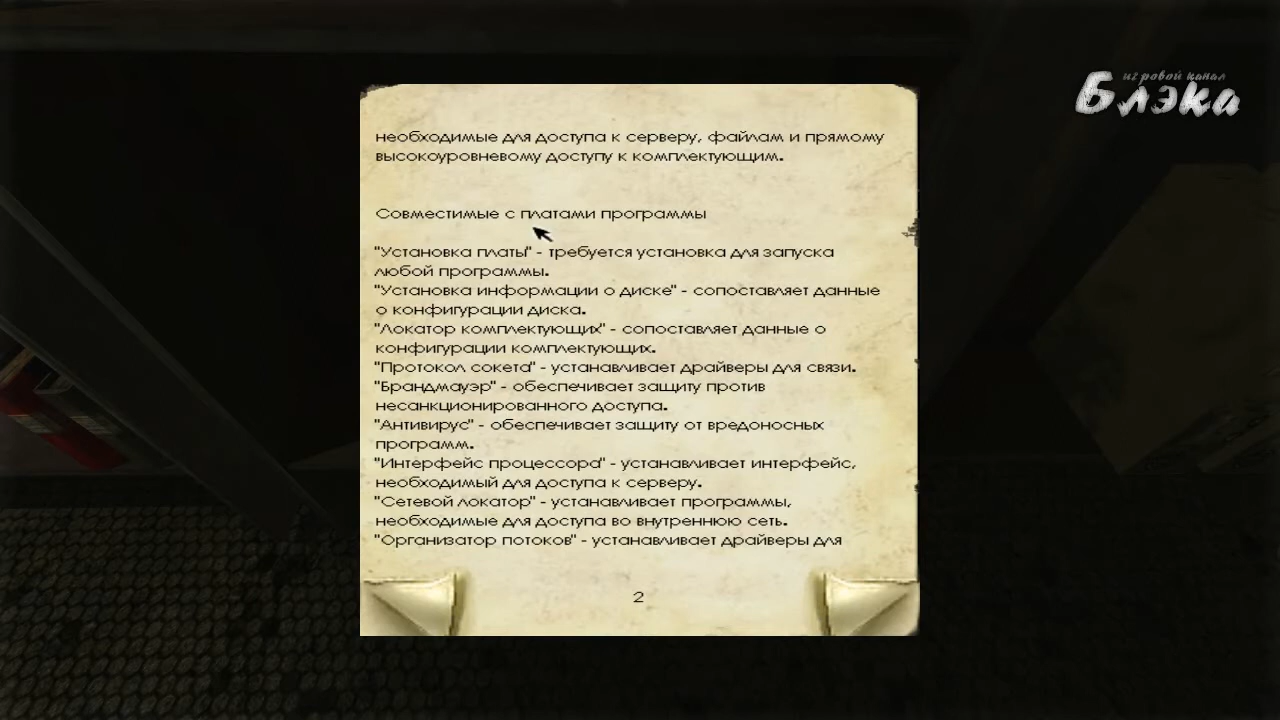 игровой канал
Блэка
необходимые для доступа к серверу, файлам и прямому
высокоуровневому доступу к комплектующим.
Совместимые с платами программы
"Установка платы" - требуется установка для запуска
любой программы.
"Установка информации о диске" - сопоставляет данные
о конфигурации диска.
"Локатор комплектующих" - сопоставляет данные о
конфигурации комплектующих.
"Протокол сокета" - устанавливает драйверы для связи.
"Брандмауэр" - обеспечивает защиту против
несанкционированного доступа.
"Антивирус" - обеспечивает защиту от вредоносных
программ.
"Интерфейс процессора" - устанавливает интерфейс,
необходимый для доступа к серверу.
"Сетевой локатор" - устанавливает программы,
необходимые для доступа во внутреннюю сеть.
"Организатор потоков" - устанавливает драйверы для
2